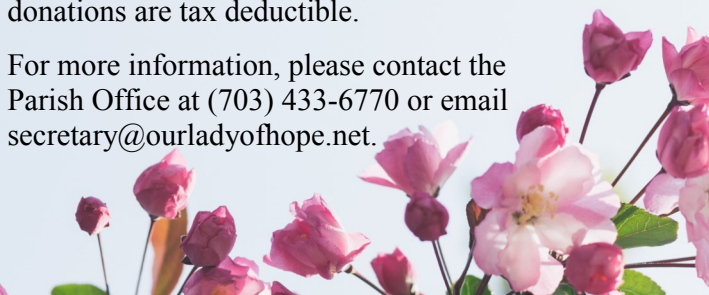 donations are tax deductible.
For more information, please contact the
Parish Office at (703) 433-6770 or email
secretary@ourladyofhope.net.